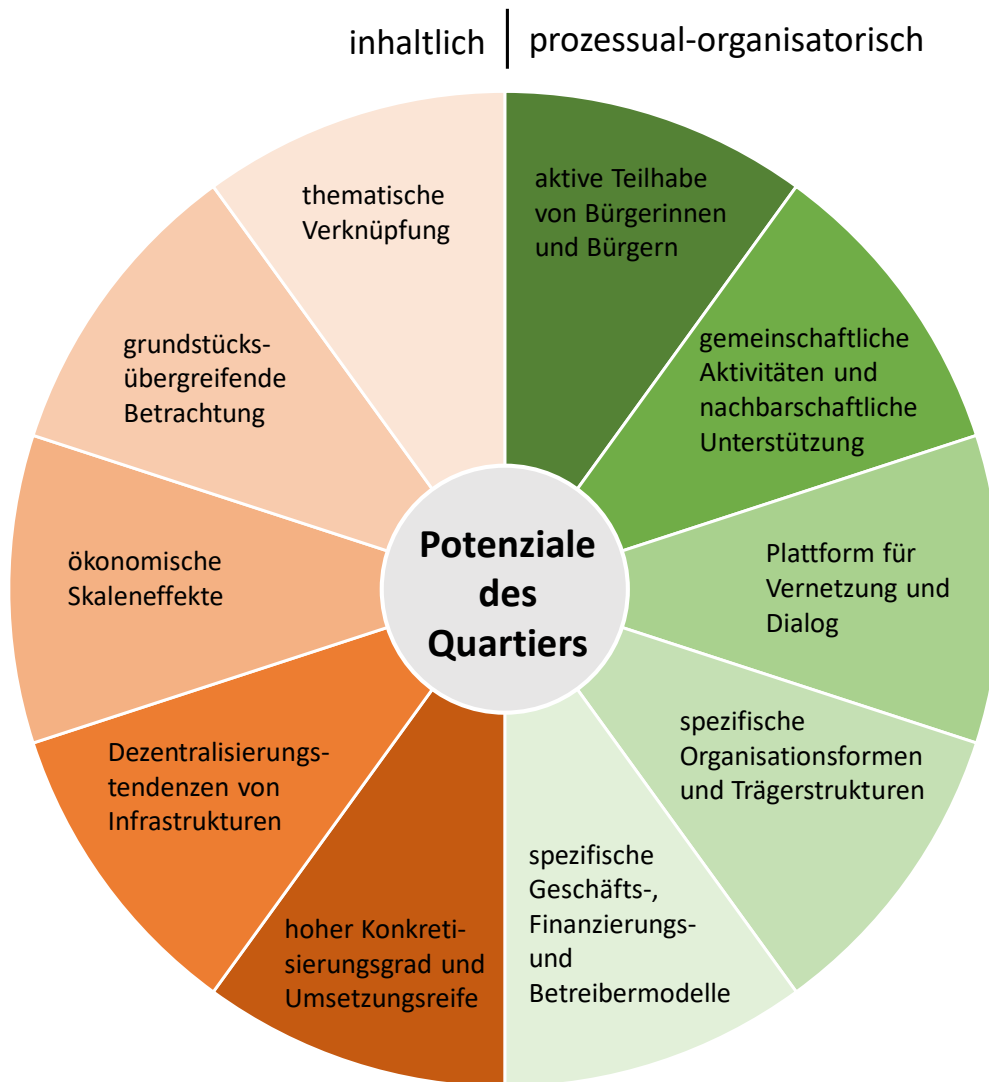 inhaltlich | prozessual-organisatorisch
thematische
Verknüpfung
aktive Teilhabe
von Bürgerinnen
und Bürgern
grundstücks-
übergreifende
Betrachtung
gemeinschaftliche
Aktivitäten und
nachbarschaftliche
Unterstützung
ökonomische
Skaleneffekte
Potenziale
des
Quartiers
Plattform für
Vernetzung und
Dialog
Dezentralisierungs-
tendenzen von
Infrastrukturen
spezifische
Organisationsformen
und Trägerstrukturen
hoher Konkreti-
sierungsgrad und
Umsetzungsreife
spezifische
Geschäfts-,
Finanzierungs-
und
Betreibermodelle